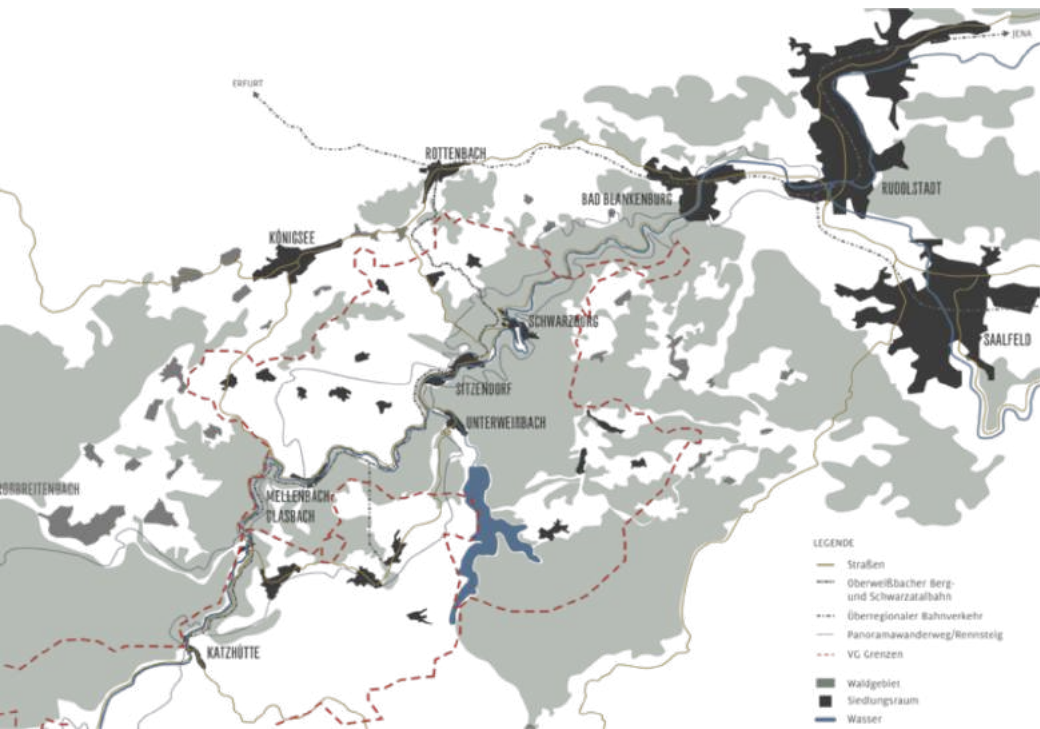 JENA
ERFURT
ROTTENBACH
BAD BLANKENBURG
RUDOLSTADT
KÖNIGSEE
SCHWARZBURG
SAALFELD
SITZENDORF
UNTERWEIßBACH
MELLENBACH-
GLASBACH
KATZHÜTTE
LEGENDE
Straßen
Oberweißbacher Berg-
und Schwarzatalbahn
Überregionaler Bahnverkehr
Panoramawanderweg/Rennsteig
VG Grenzen
Waldgebiet
Siedlungsraum
Wasser